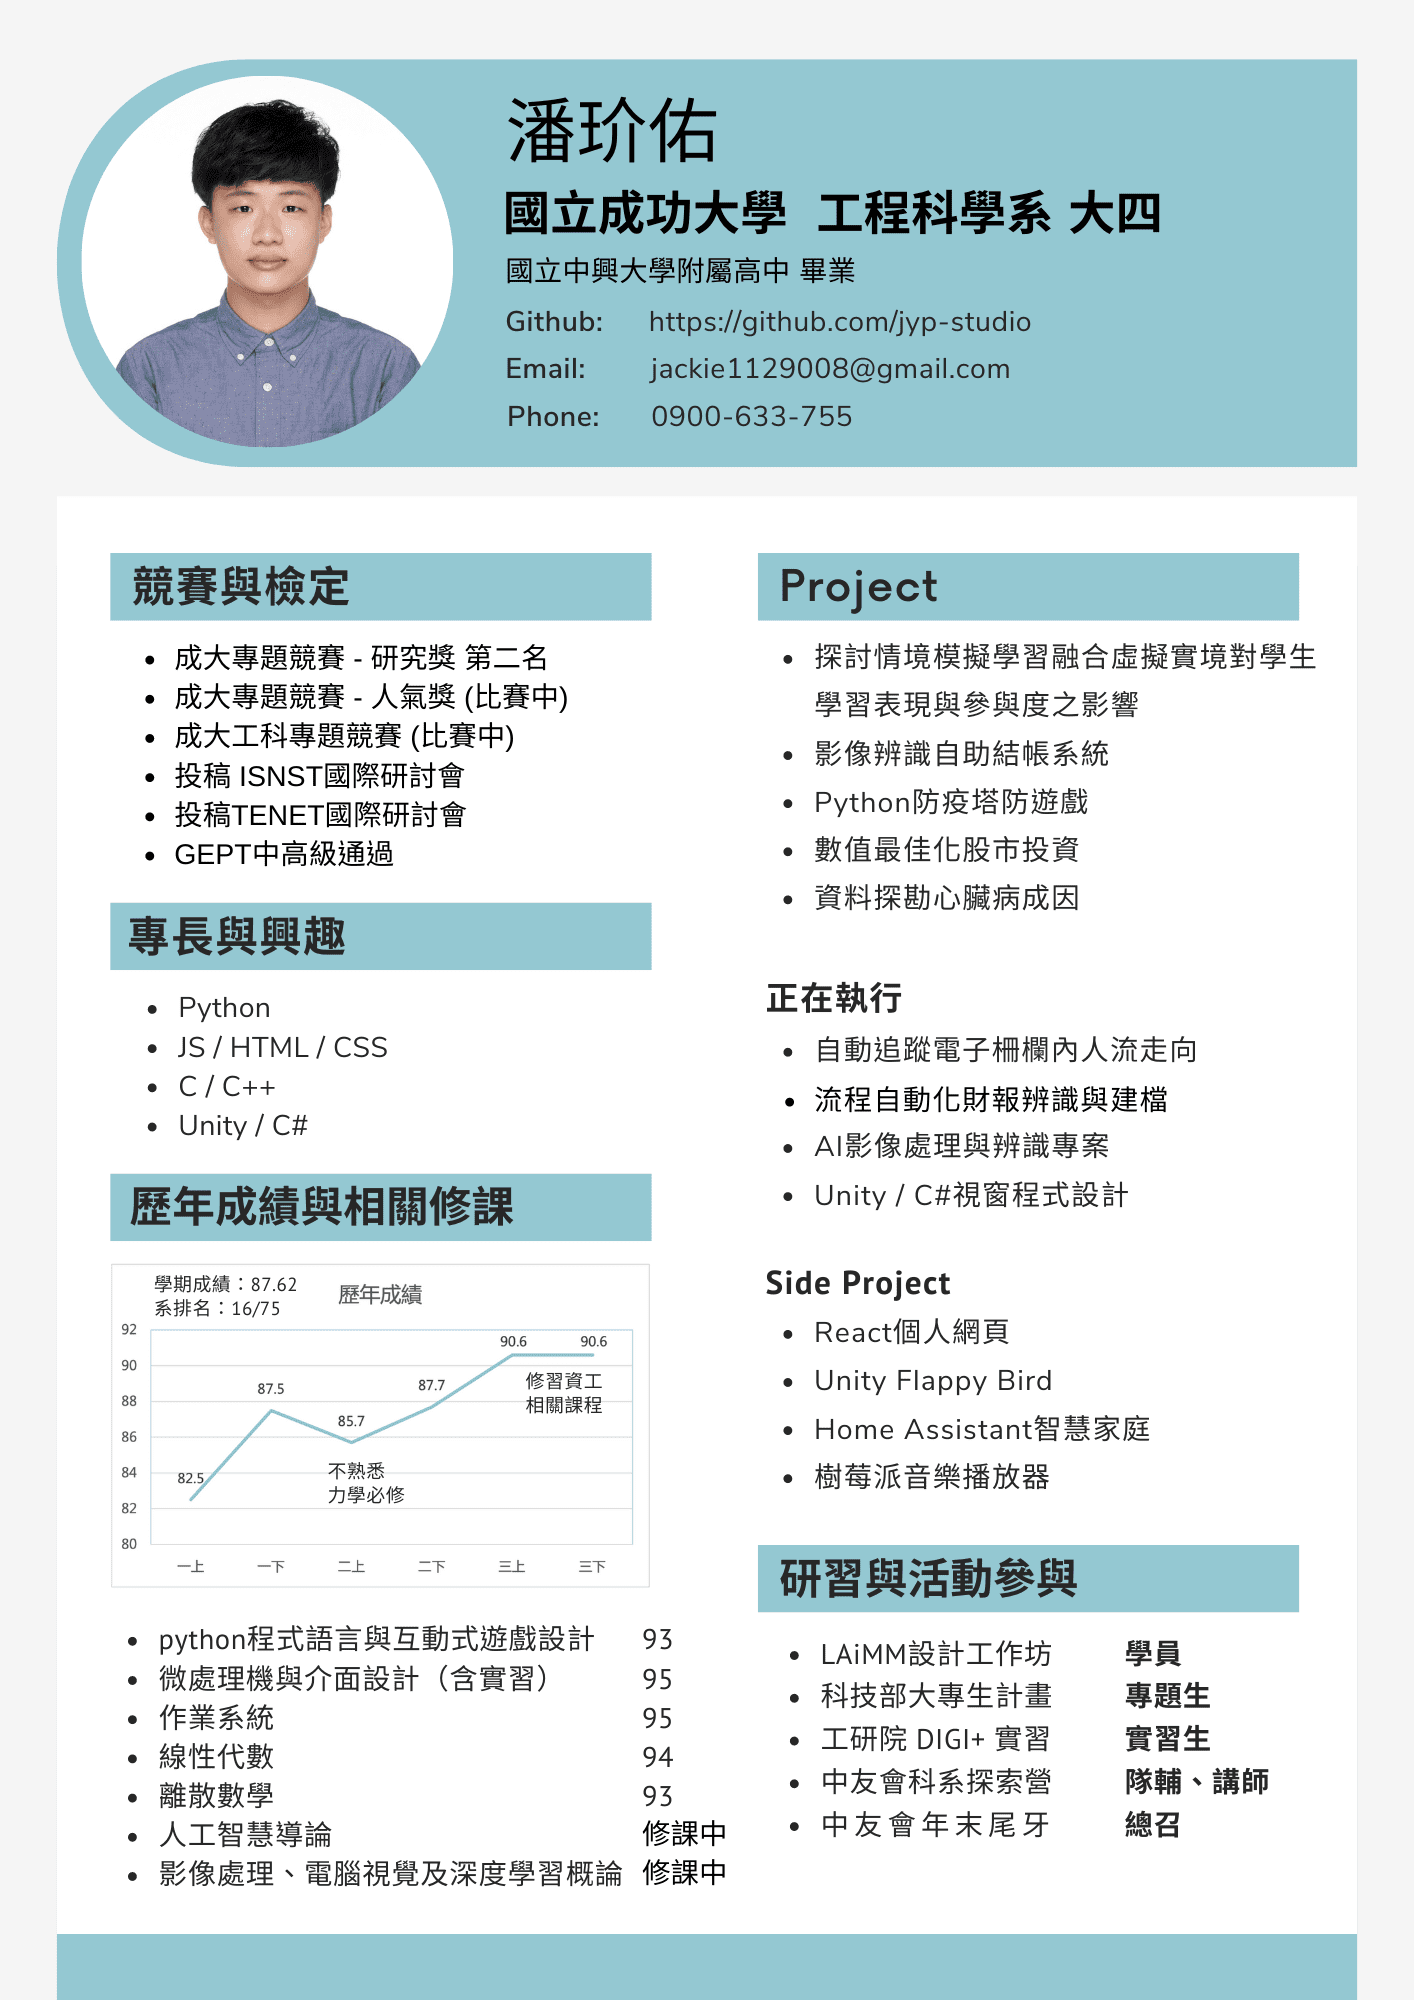 潘玠佑
國立成功大學 工程科學系 大四
國立中興大學附屬高中 畢業
Github: https://github.com/jyp-studio
Email: jackie1129008@gmail.com
Phone: 0900-633-755
競賽與檢定
成大專題競賽 - 研究獎 第二名
成大專題競賽 - 人氣獎 (比賽中)
成大工科專題競賽 (比賽中)
投稿 ISNST國際研討會
投稿TENET國際研討會
GEPT中高級通過
專長與興趣
Python
JS / HTML / CSS
C / C++
Unity / C#
歷年成績與相關修課
學期成績：87.62
系排名：16/75
歷年成績
92
90
88
86
84
82
80
82.5
87.5
85.7
87.7
90.6
90.6
修習資工
相關課程
不熟悉
力學必修
一上
一下
二上
二下
三上
三下
python程式語言與互動式遊戲設計 93
微處理機與介面設計（含實習） 95
作業系統 95
線性代數 94
離散數學 93
人工智慧導論 修課中
影像處理、電腦視覺及深度學習概論 修課中
Project
探討情境模擬學習融合虛擬實境對學生
學習表現與參與度之影響
影像辨識自助結帳系統
Python防疫塔防遊戲
數值最佳化股市投資
資料探勘心臟病成因
正在執行
自動追蹤電子柵欄內人流走向
流程自動化財報辨識與建檔
AI影像處理與辨識專案
Unity / C#視窗程式設計
Side Project
React個人網頁
Unity Flappy Bird
Home Assistant智慧家庭
樹莓派音樂播放器
研習與活動參與
LAiMM設計工作坊 學員
科技部大專生計畫 專題生
工研院 DIGI+ 實習 實習生
中友會科系探索營 隊輔、講師
中友會年末尾牙 總召